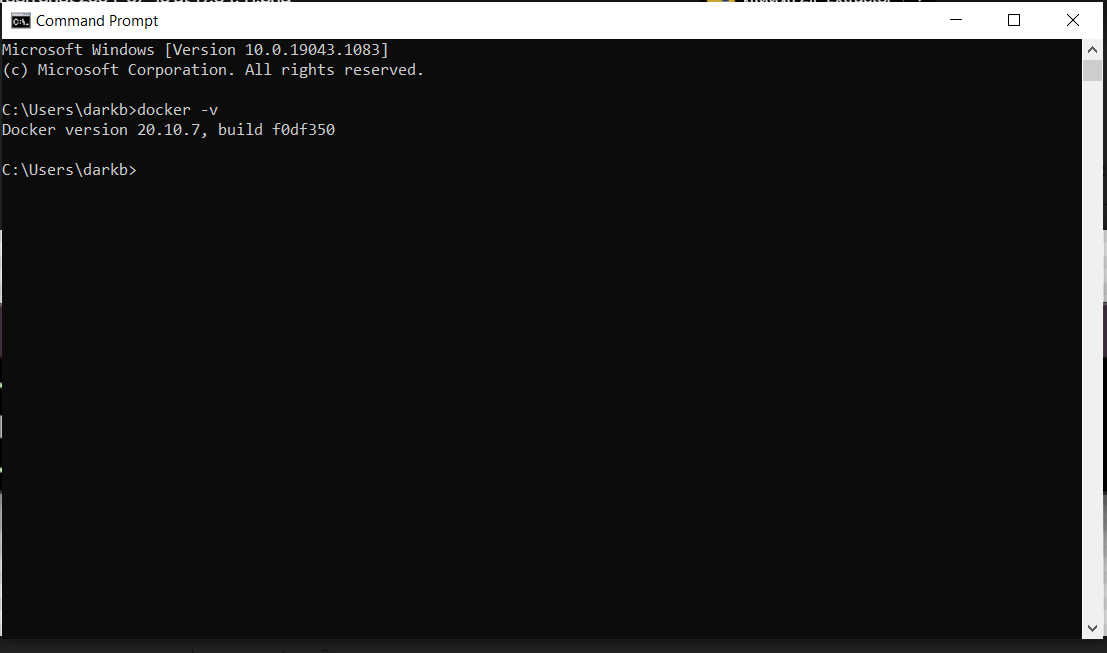 Command Prompt
Microsoft Windows [Version 10.0.19043.1083]
(c) Microsoft Corporation. All rights reserved.
C:\Users\darkb>docker -v
Docker version 20.10.7, build f0df350
C:\Users\darkb>